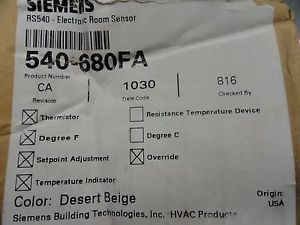 SIEMENS
RS540 - Electronic Room Sensor
540-680FA
Product Number
CA 1030 816
Revision Date Code Checked By
Thermistor Resistance Temperature Device
Degree F Degree C
Setpoint Adjustment Override
Temperature Indicator
Color: Desert Beige Origin:
USA
Siemens Building Technologies, Inc. HVAC Products